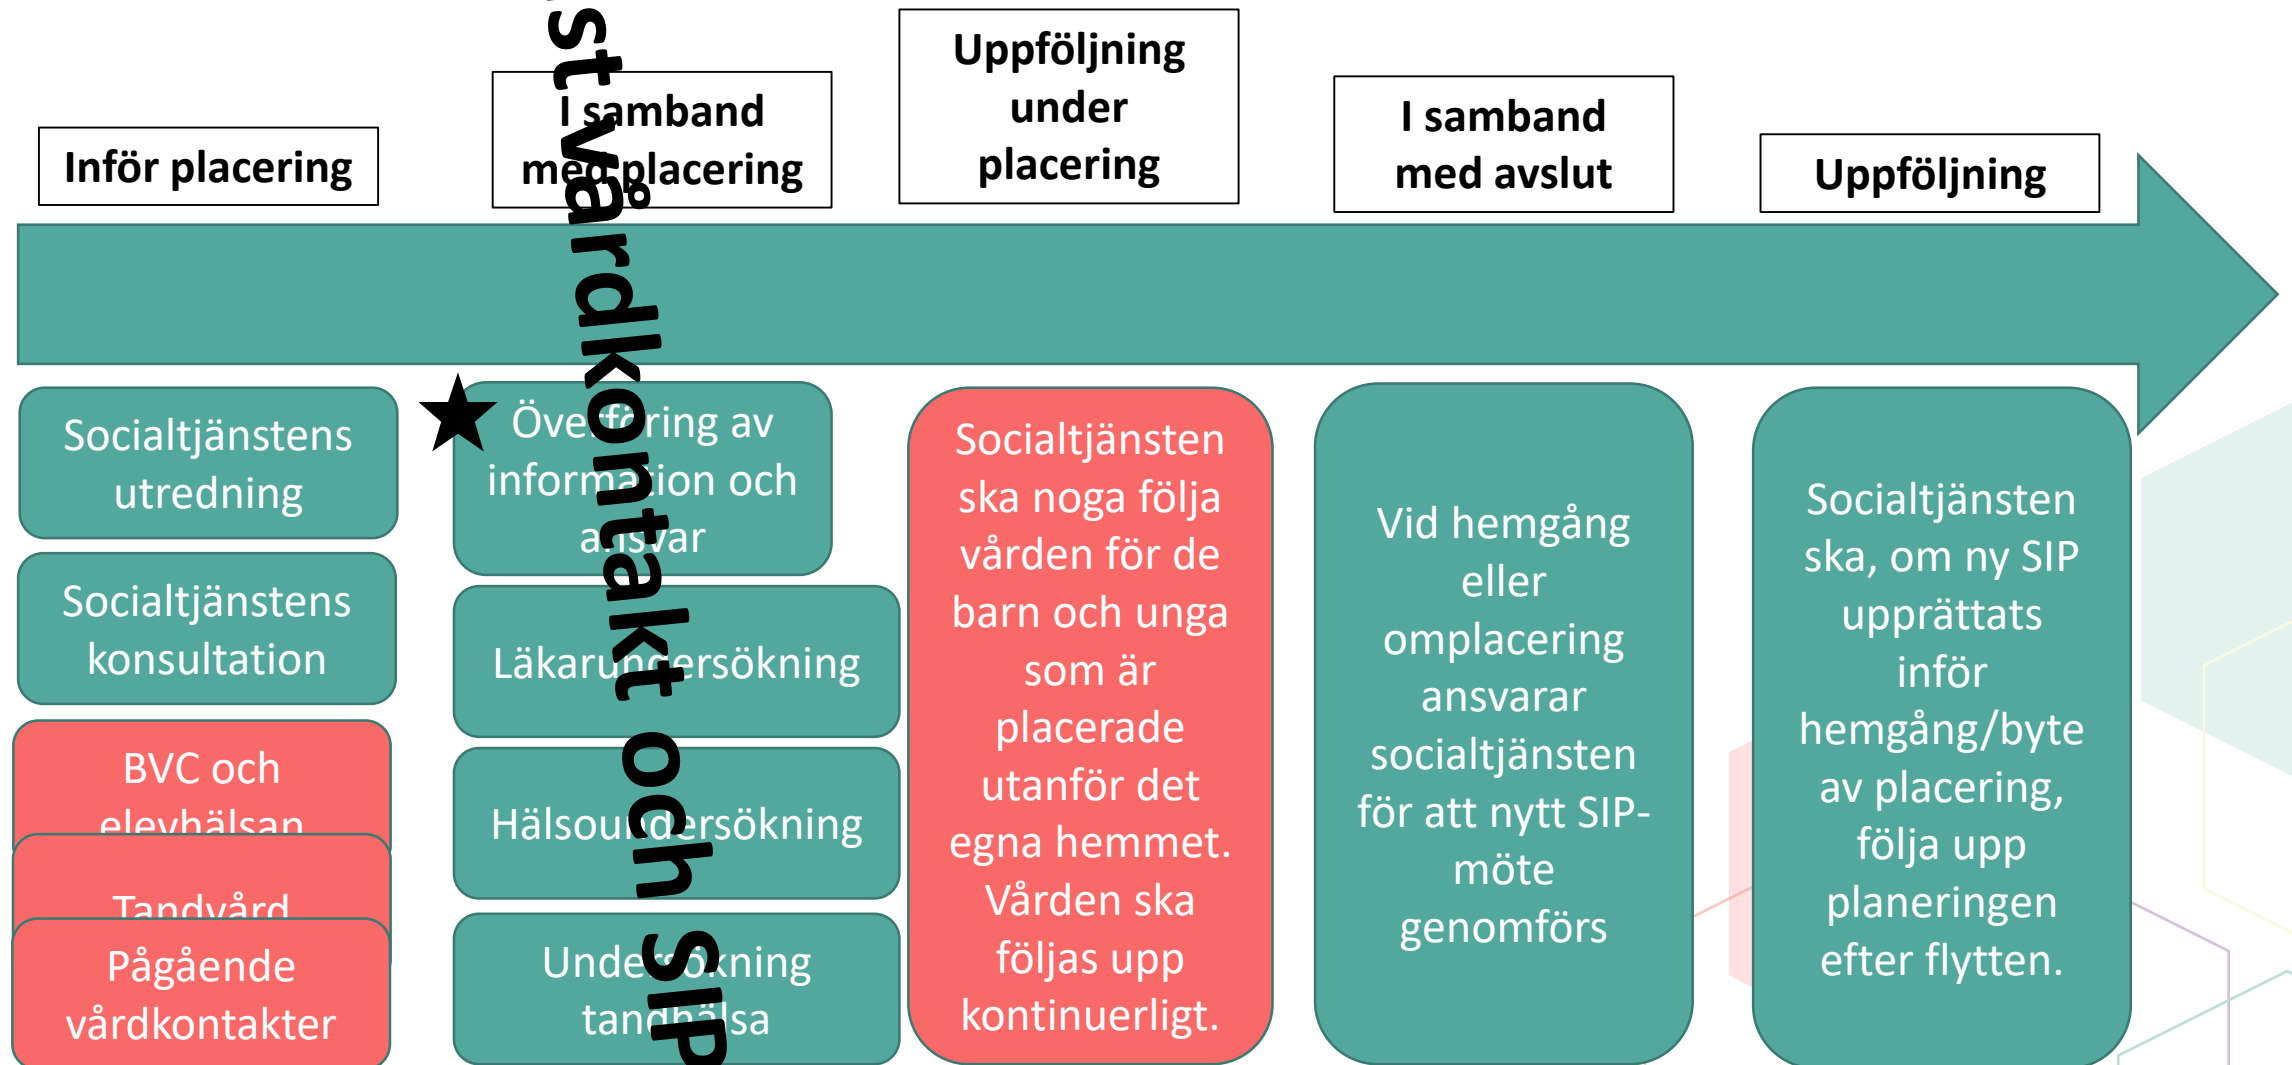 Inför placering
I samband
med placering
Uppföljning
under
placering
I samband
med avslut
Uppföljning
Socialtjänstens
utredning
Socialtjänstens
konsultation
BVC och
elevhälsan
Tandvård
Pågående
vårdkontakter
Överföring av
information och
ansvar
Läkarundersökning
Hälsoundersökning
Undersökning
tandhälsa
st vårdkontakt och SIP
Socialtjänsten
ska noga följa
vården för de
barn och unga
som är
placerade
utanför det
egna hemmet.
Vården ska
följas upp
kontinuerligt.
Vid hemgång
eller
omplacering
ansvarar
socialtjänsten
för att nytt SIP-
möte
genomförs
Socialtjänsten
ska, om ny SIP
upprättats
inför
hemgång/byte
av placering,
följa upp
planeringen
efter flytten.